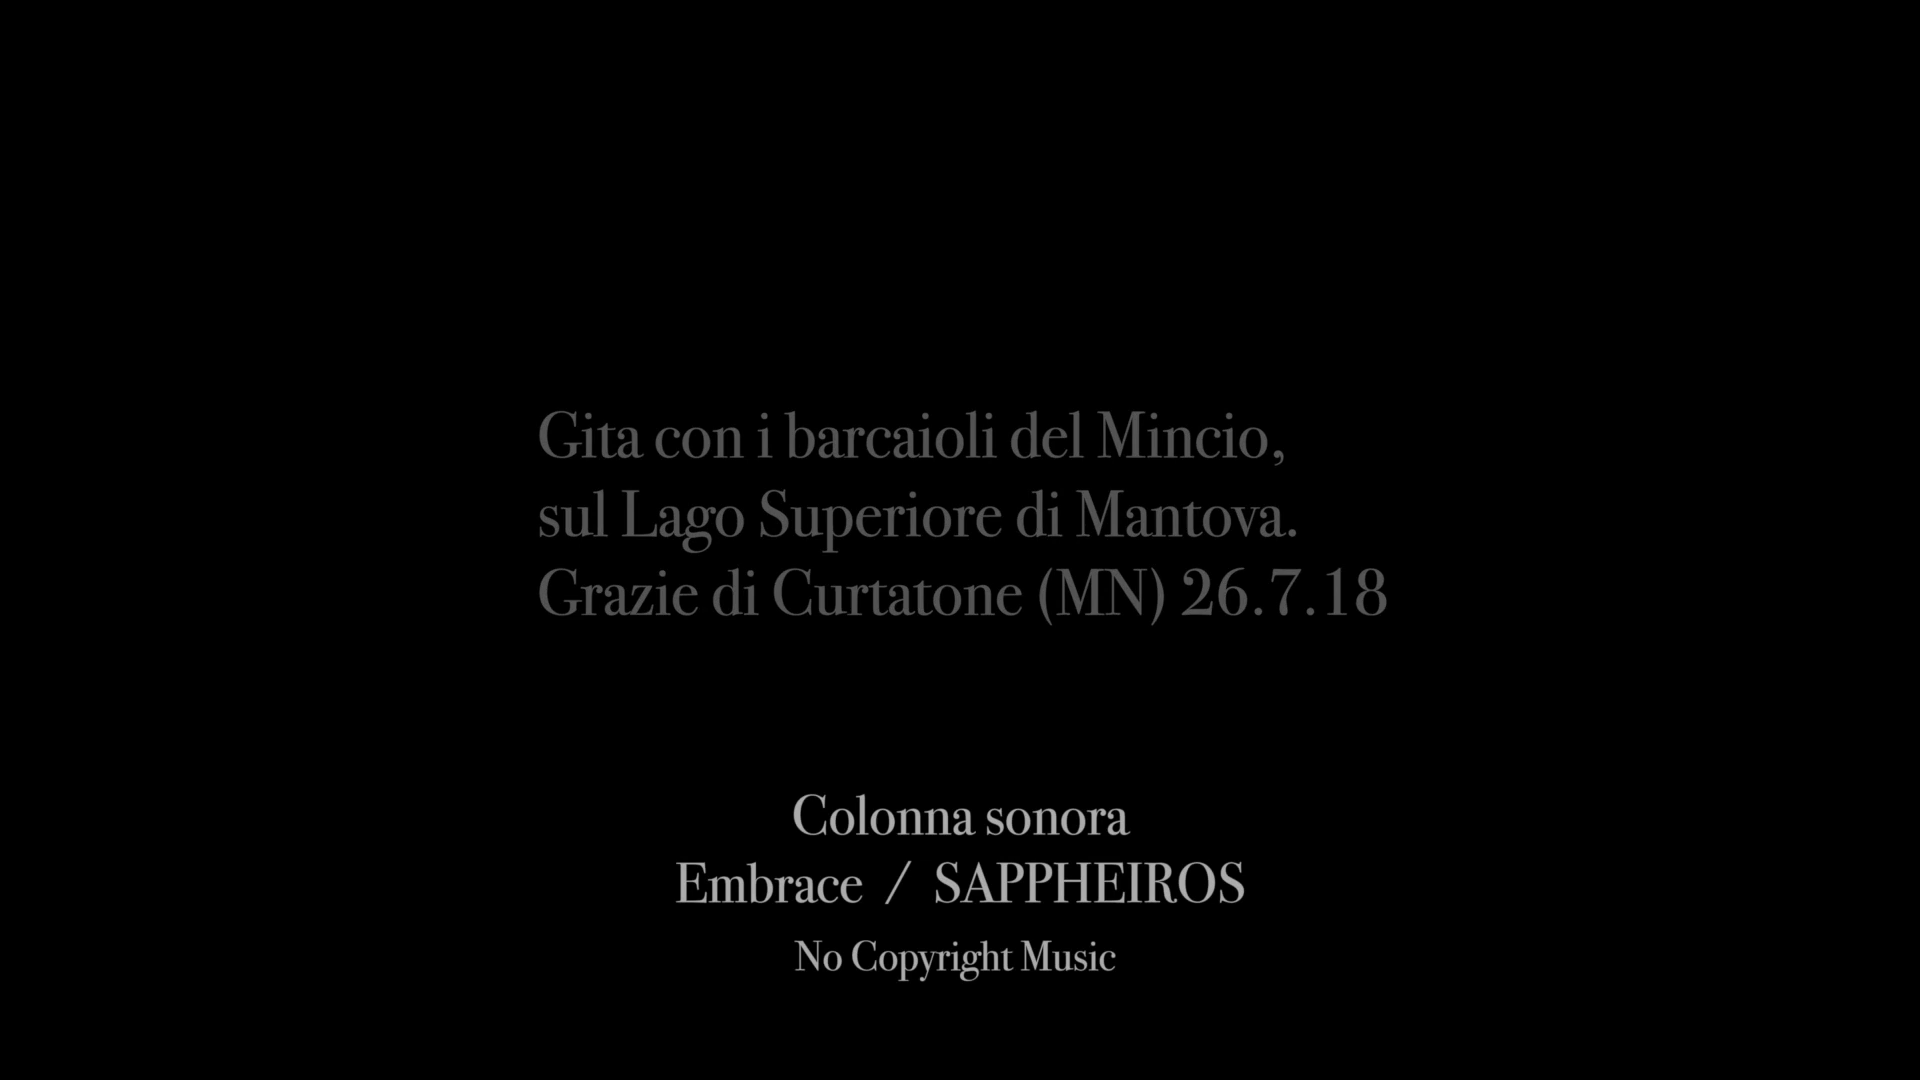 Gita con i barcaioli del Mincio,
sul Lago Superiore di Mantova.
Grazie di Curtatone (MN) 26.7.18
Colonna sonora
Embrace / SAPPHEIROS
No Copyright Music